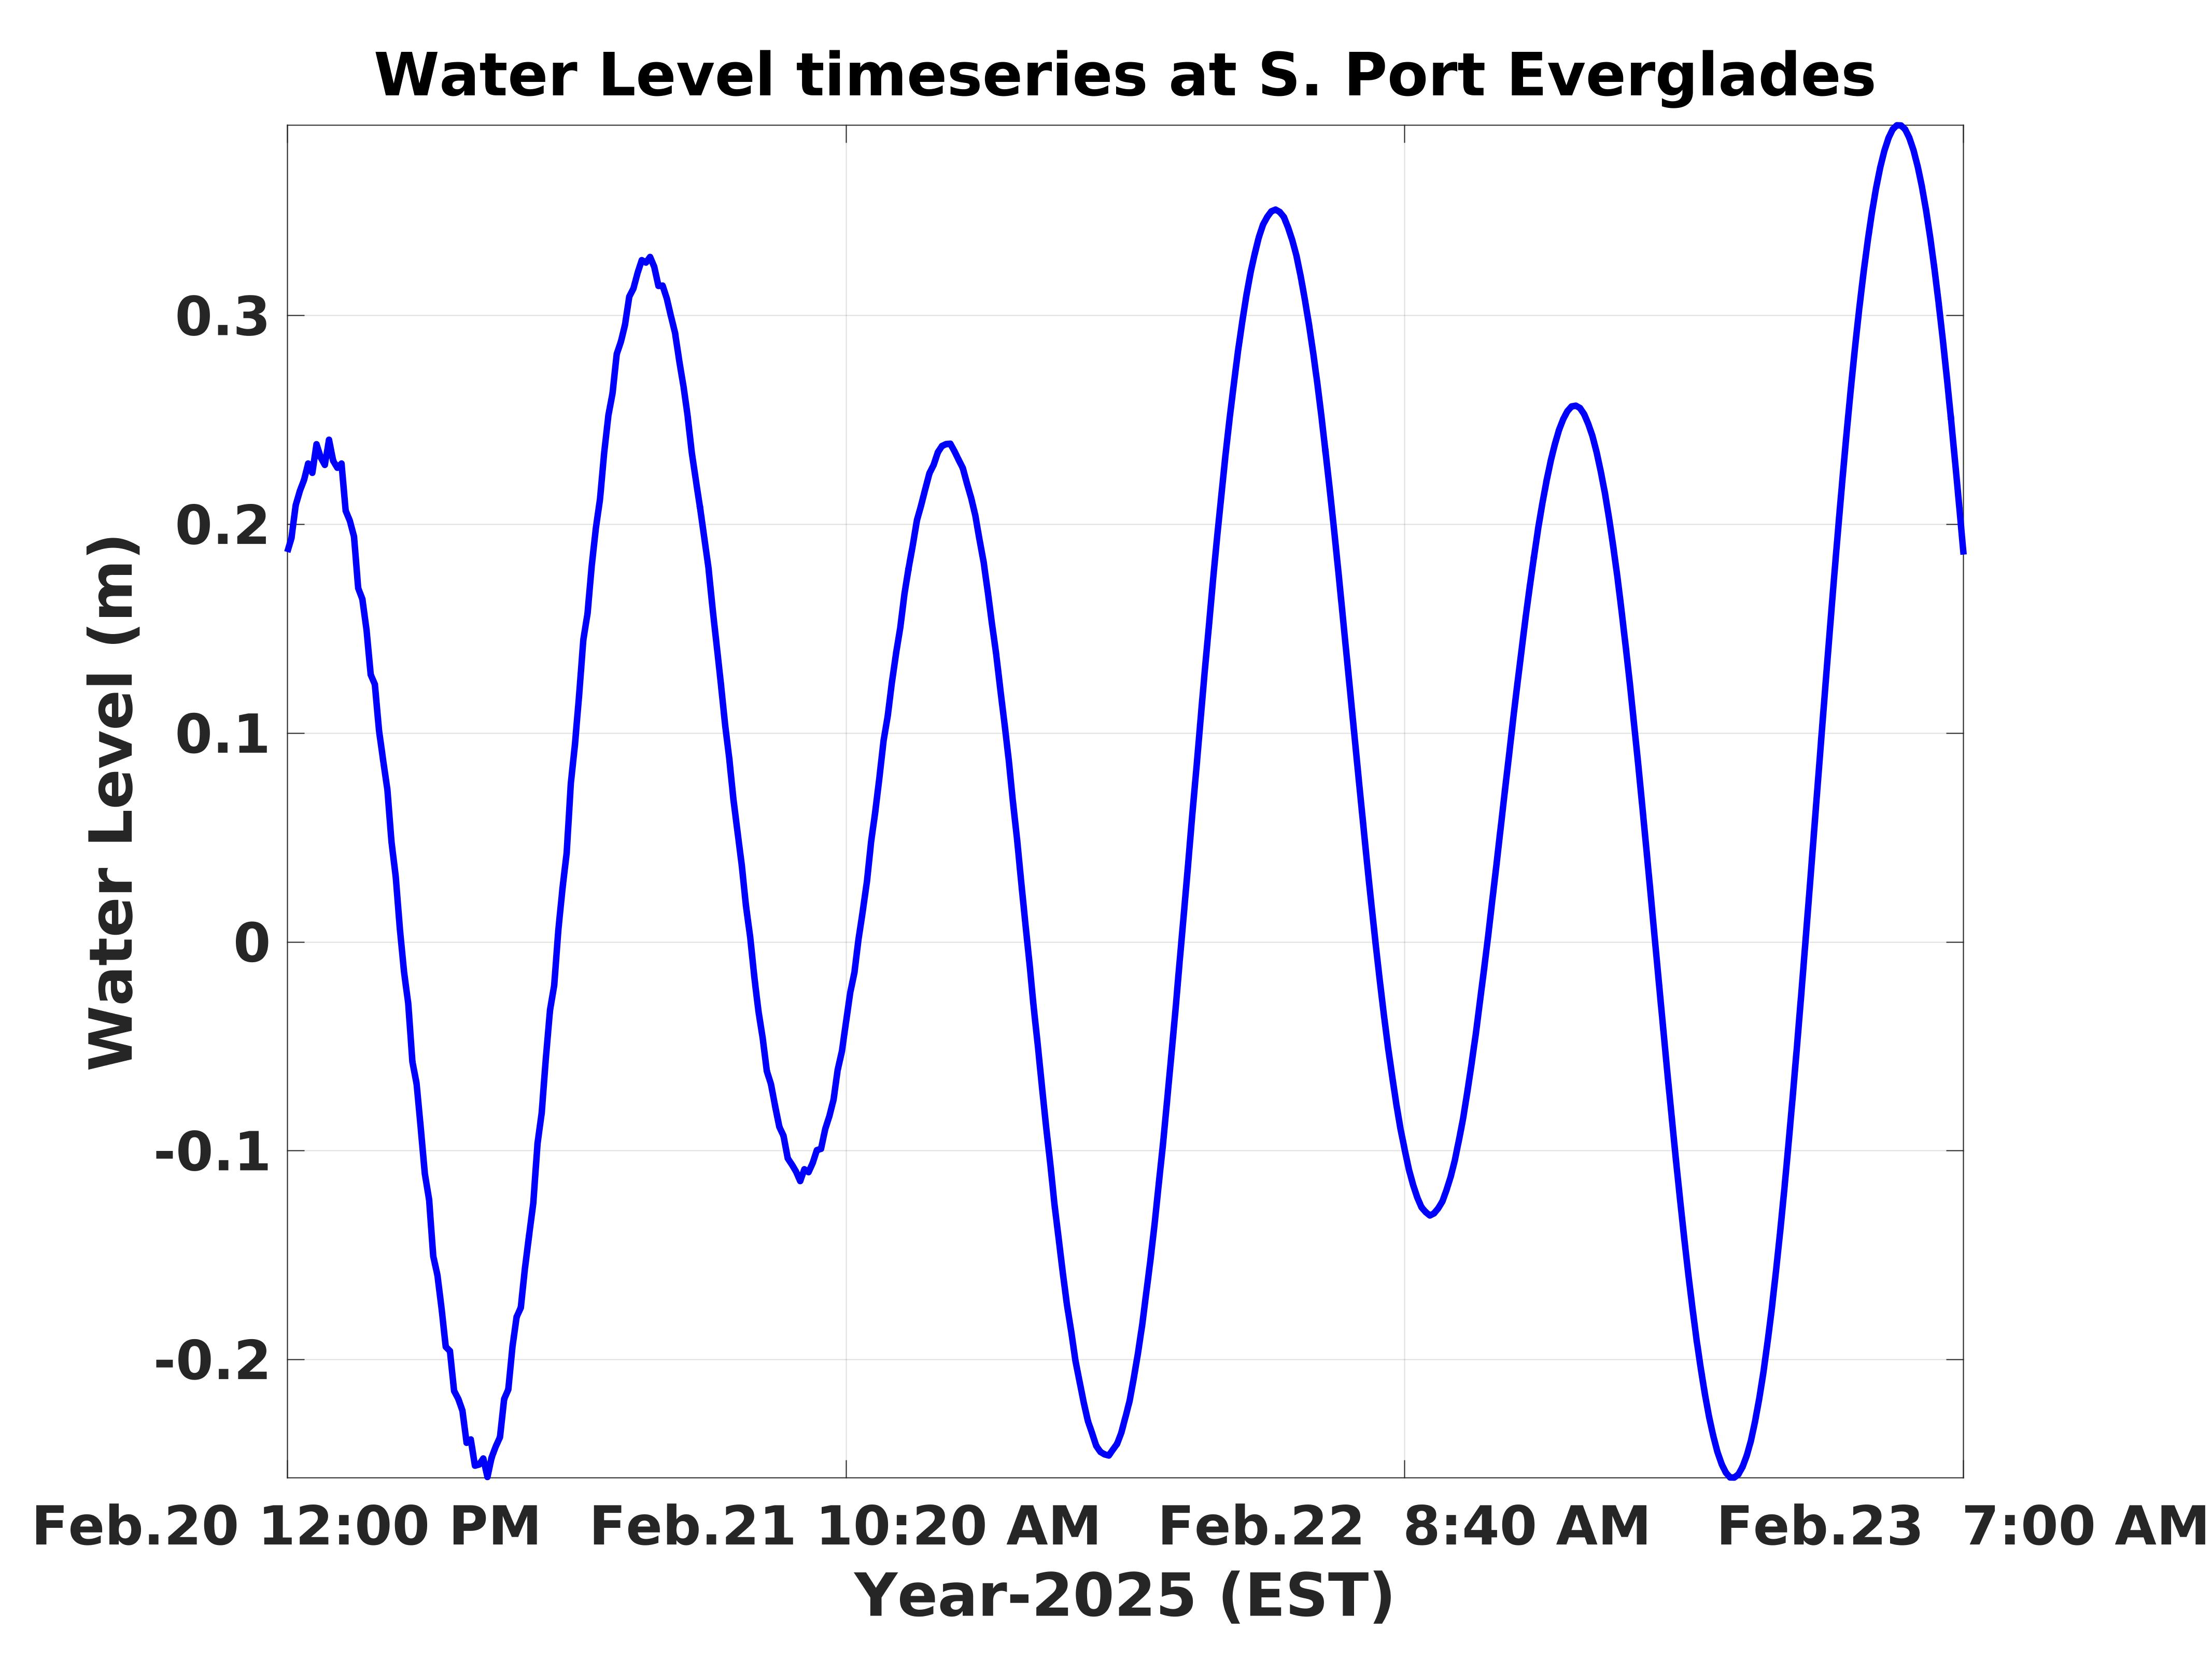 Water Level timeseries at S. Port Everglades
Water Level (m)
0.3
0.2
0.1
0
-0.1
-0.2
Feb.20 12:00 PM Feb.21 10:20 AM Feb.22 8:40 AM Feb.23 7:00 AM
Year-2025 (EST)